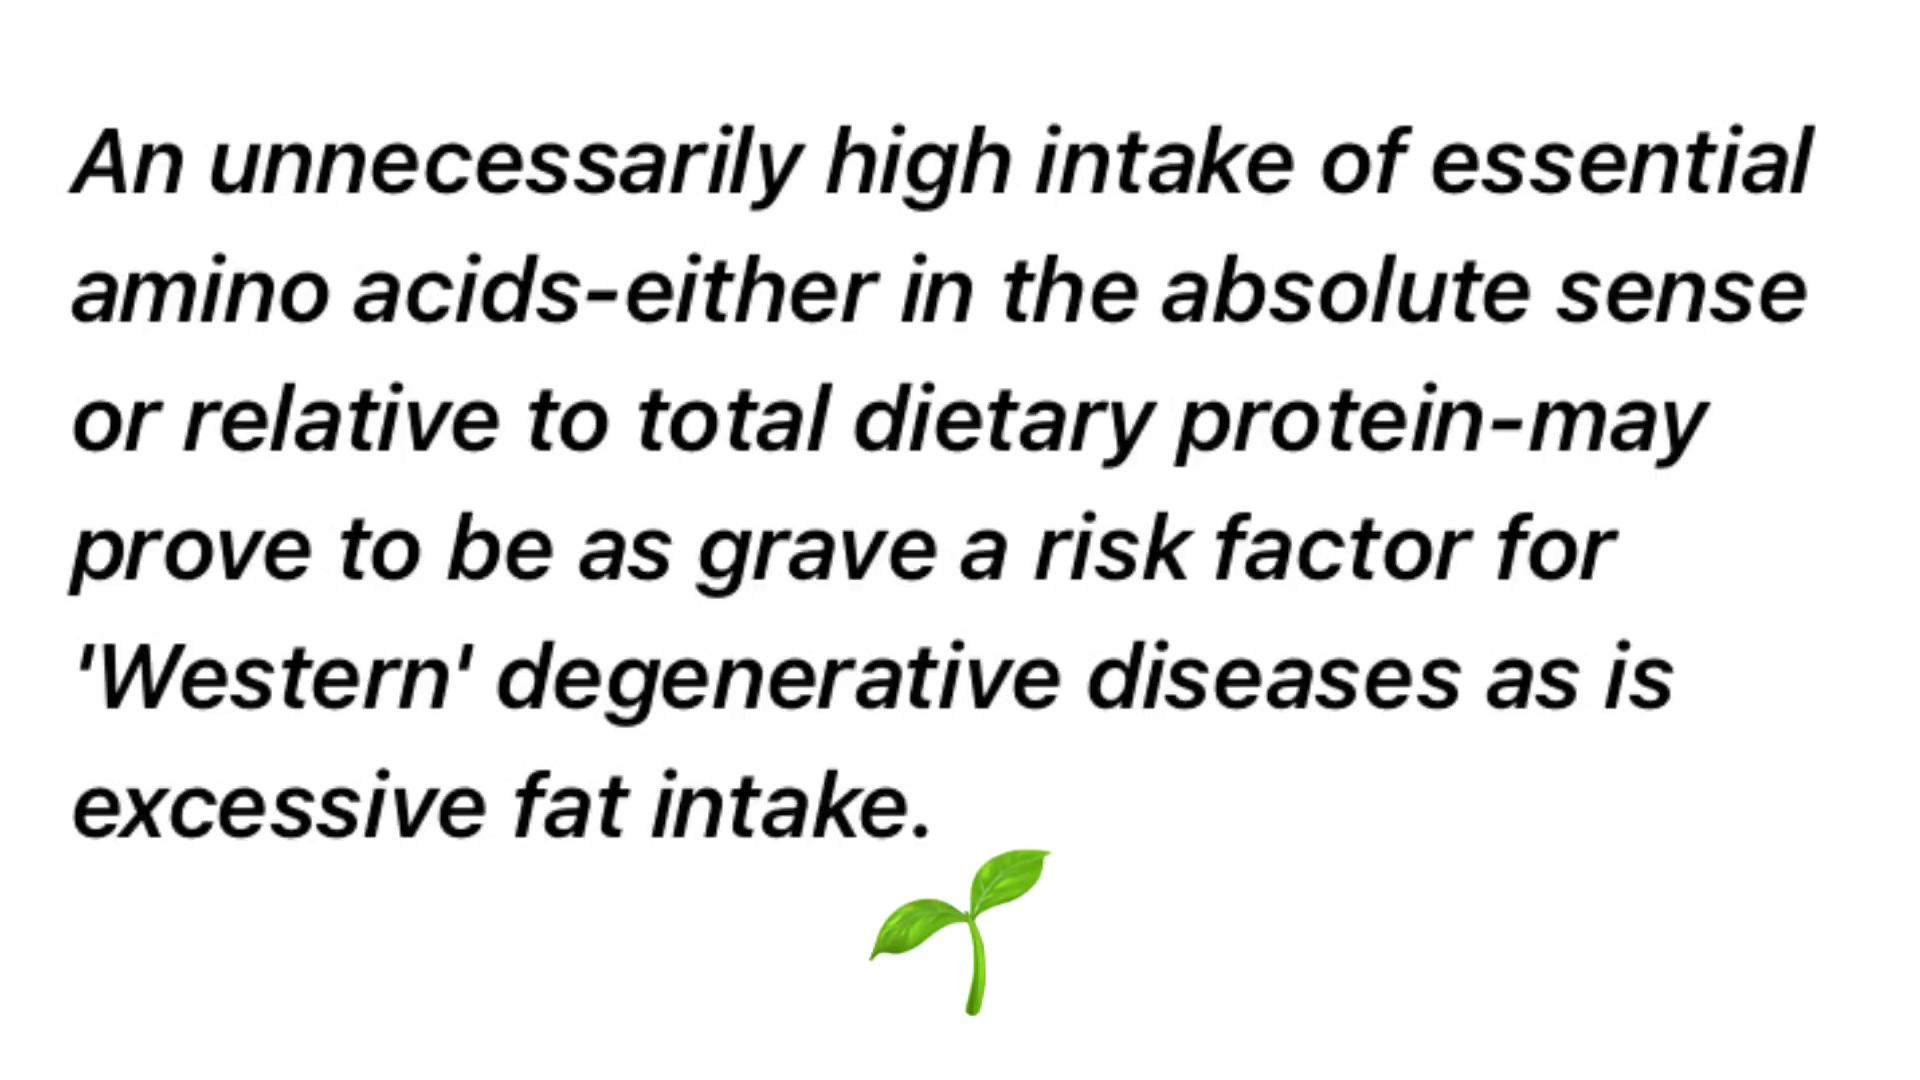 An unnecessarily high intake of essential
amino acids-either in the absolute sense
or relative to total dietary protein-may
prove to be as grave a risk factor for
'Western' degenerative diseases as is
excessive fat intake.